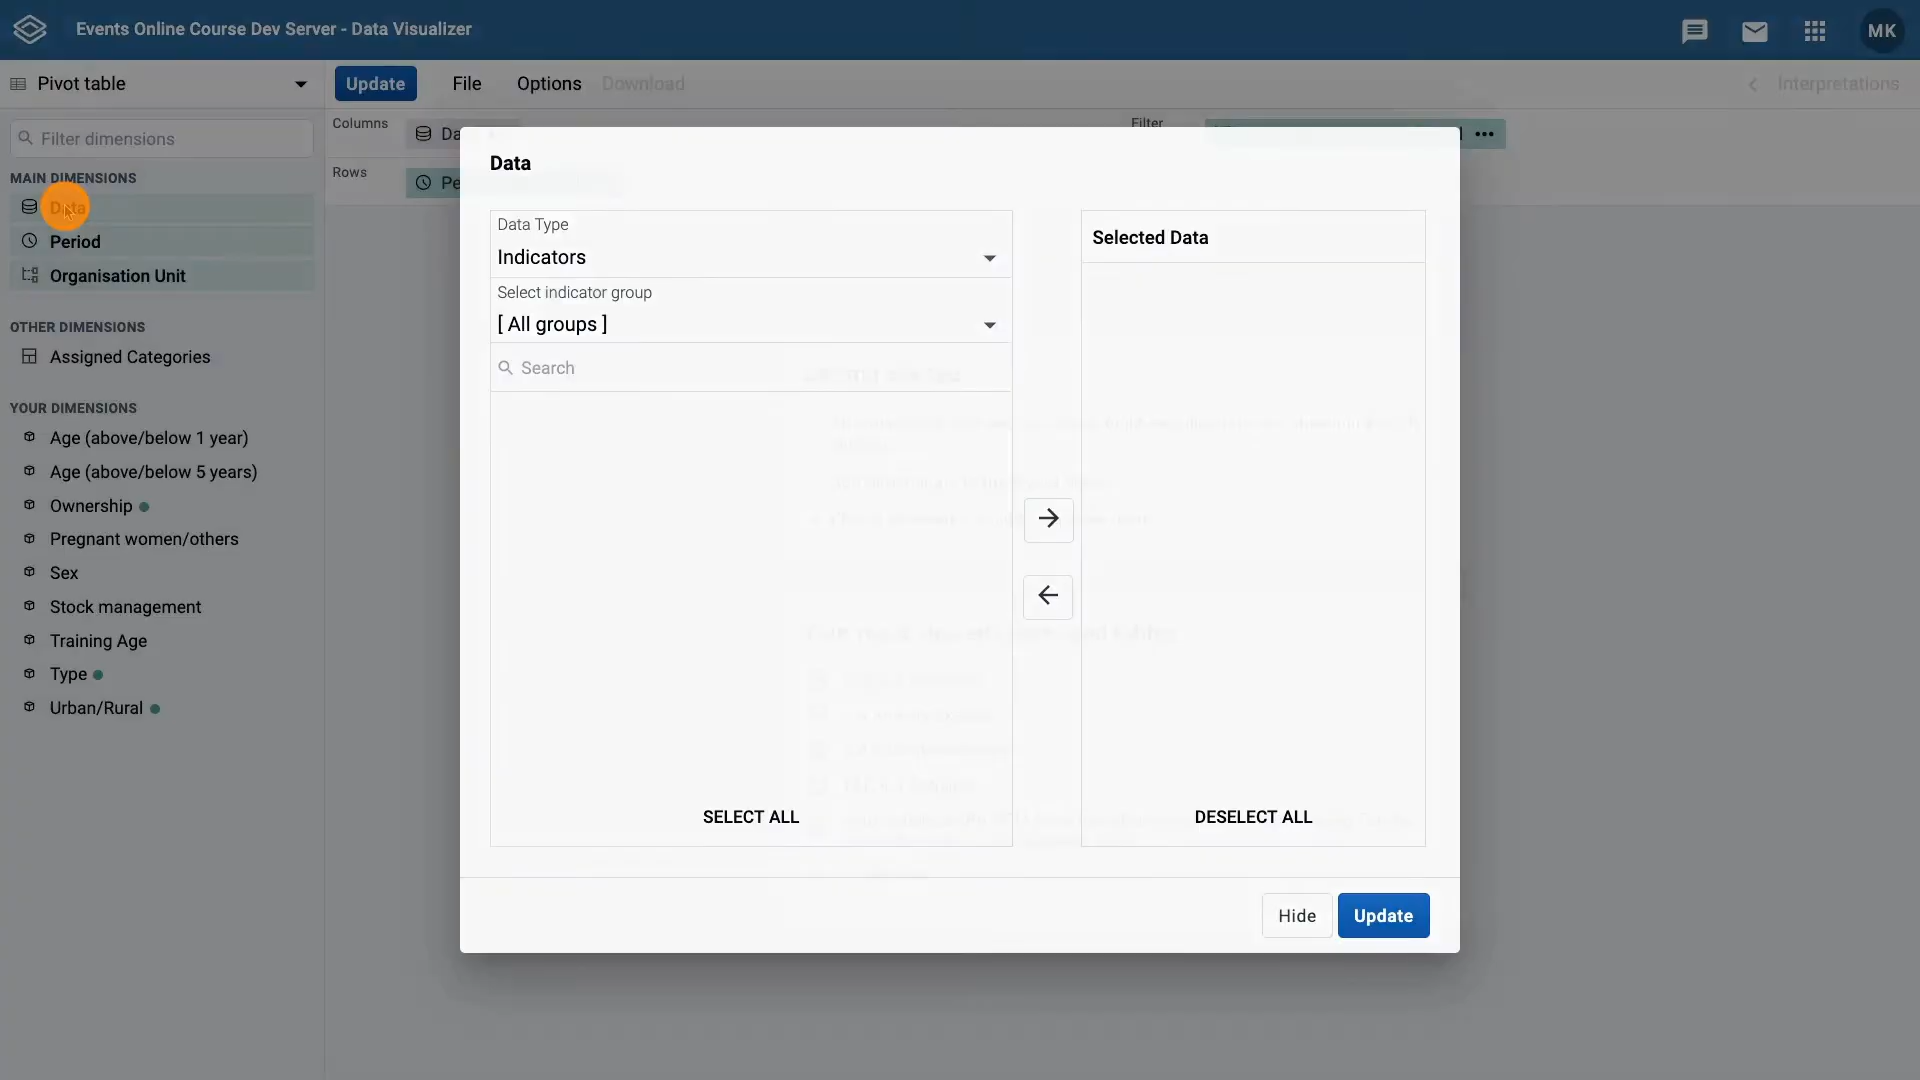 Events Online Course Dev Server - Data Visualizer
MK
Pivot table
Update
File
Options
Download
Interpretations
Filter dimensions
Columns
Filter
Rows
MAIN DIMENSIONS
Data
Period
Organisation Unit
OTHER DIMENSIONS
Assigned Categories
YOUR DIMENSIONS
Age (above/below 1 year)
Age (above/below 5 years)
Ownership
Pregnant women/others
Sex
Stock management
Training Age
Type
Urban/Rural
Data
Data Type
Indicators
Select indicator group
[ All groups ]
Search
SELECT ALL
Selected Data
DESELECT ALL
Hide
Update